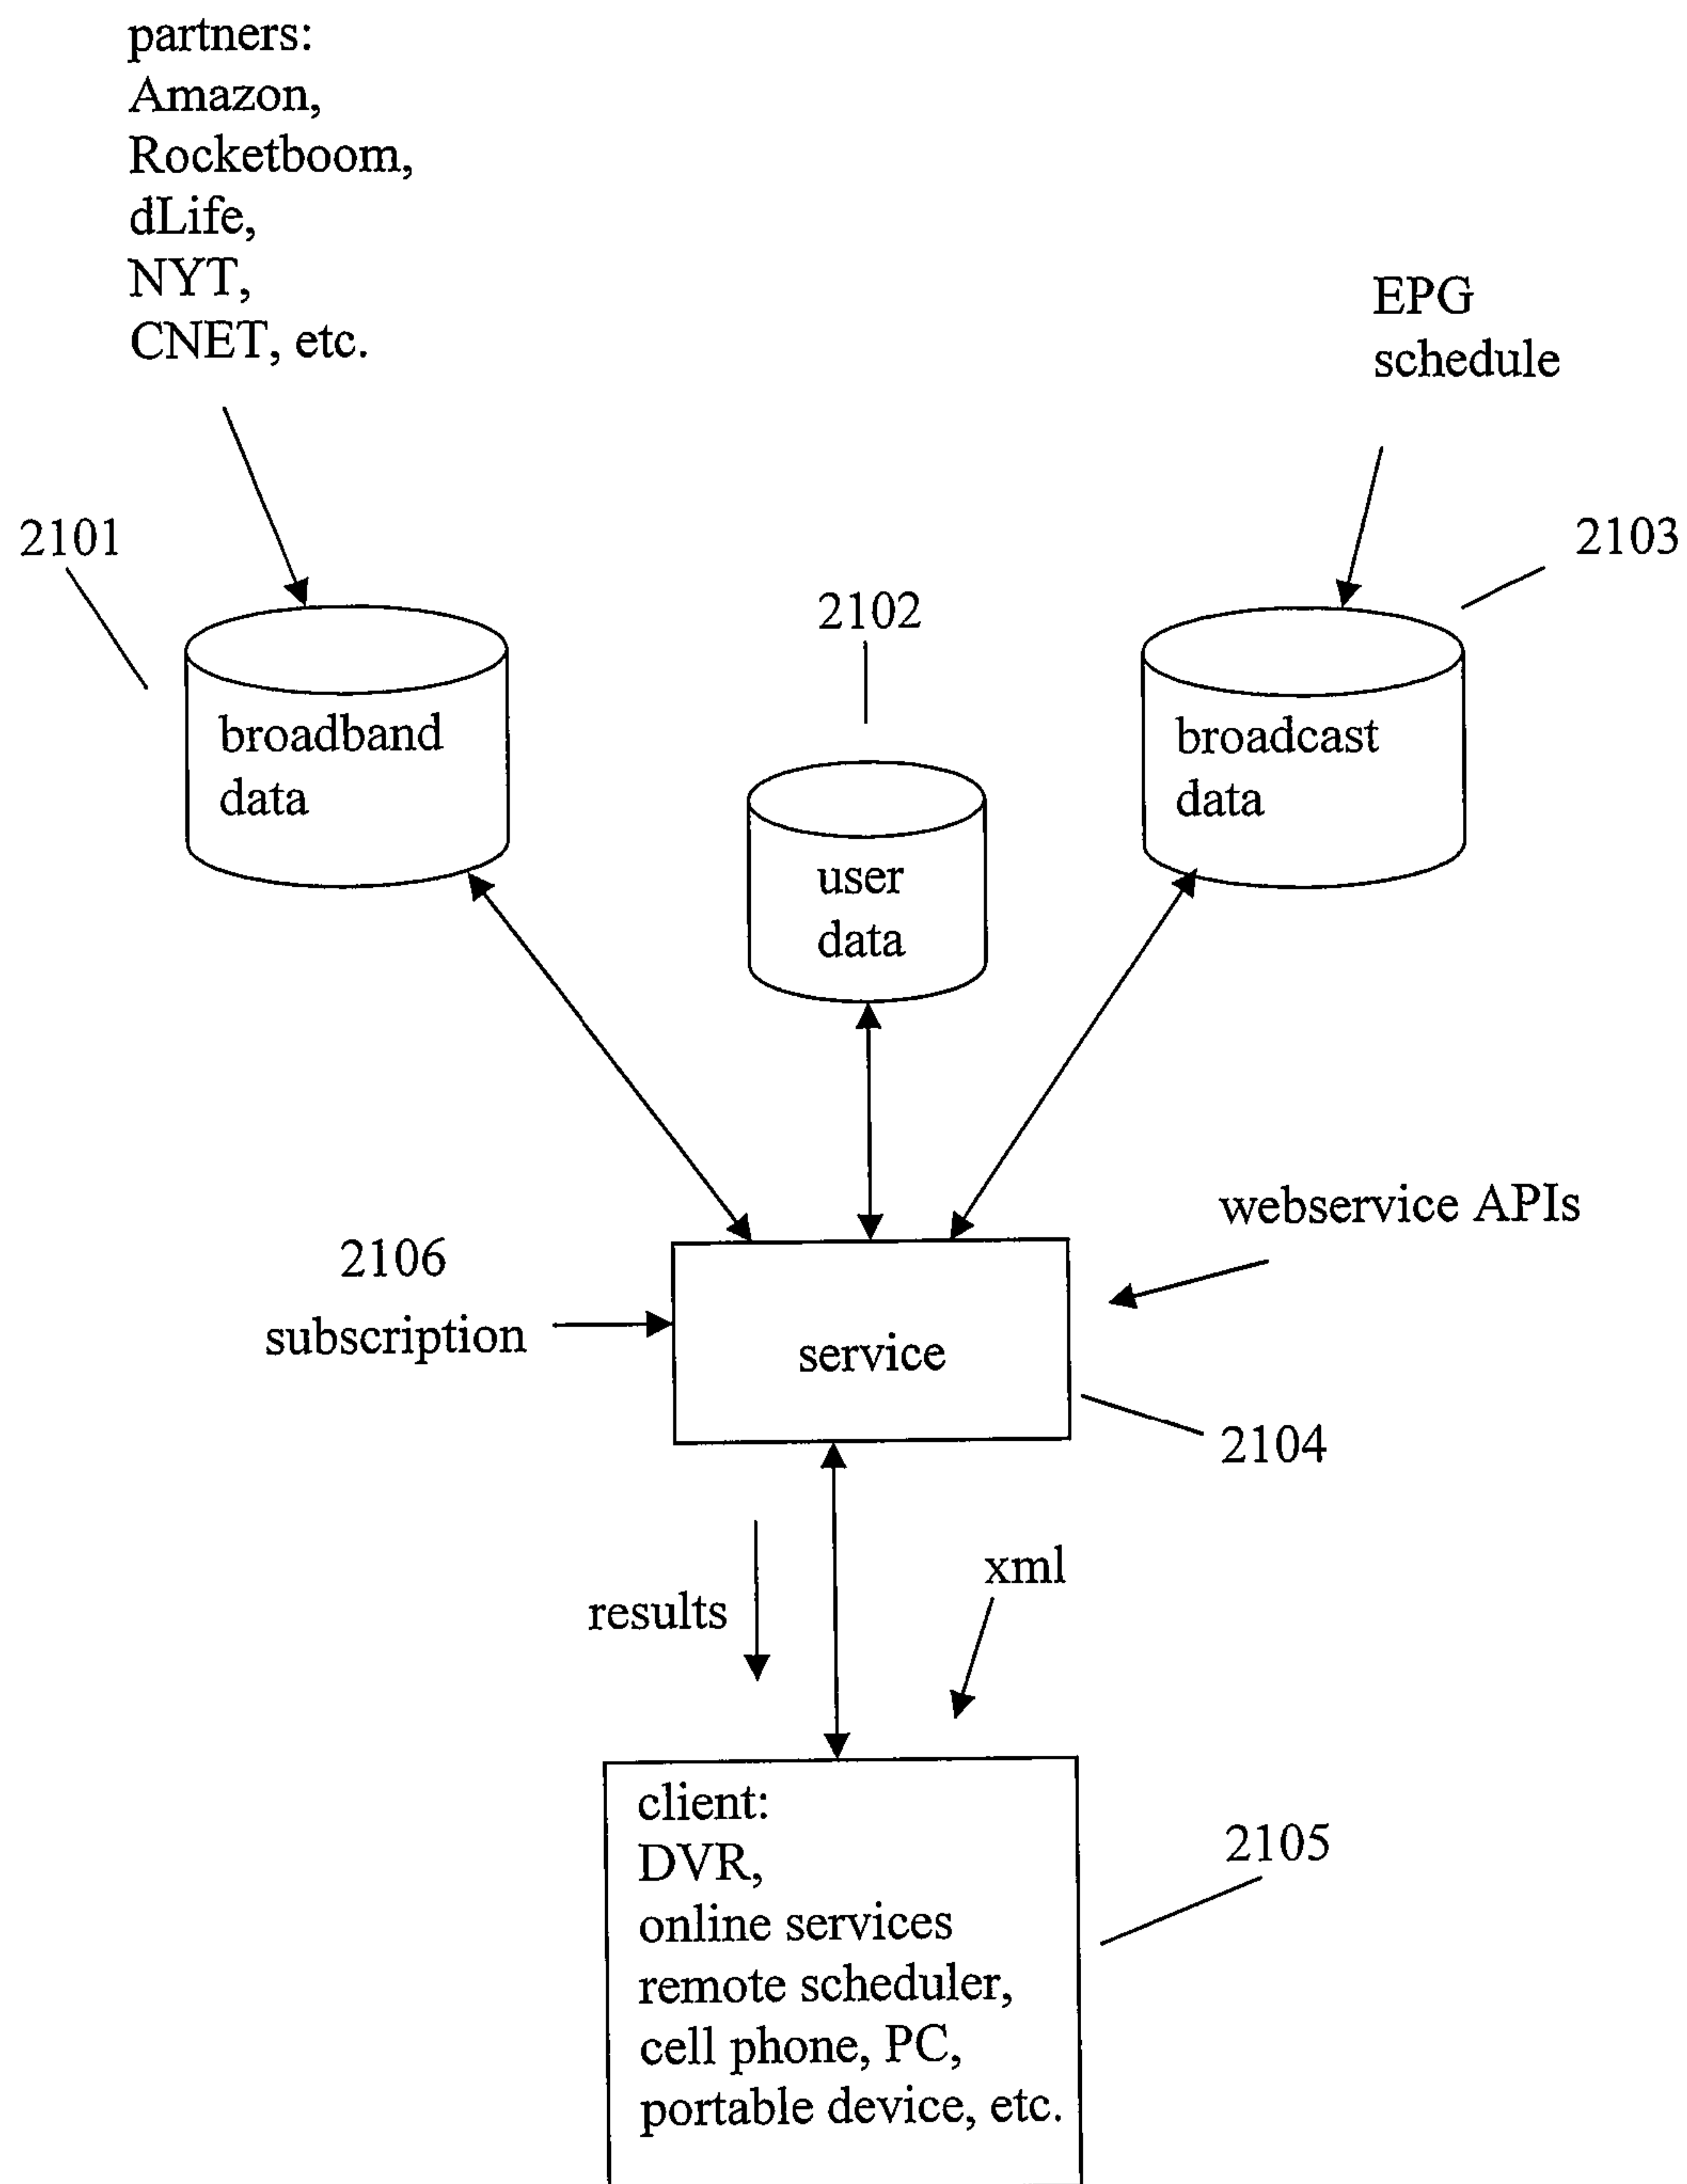 partners:
Amazon,
Rocketboom,
dLife,
NYT,
CNET, etc.
EPG
schedule
2101
2103
2102
broadband
data
broadcast
data
user
data
webservice APIs
2106
subscription
service
2104
xml
results
client:
DVR,
online services
remote scheduler,
cell phone, PC,
portable device, etc.
2105